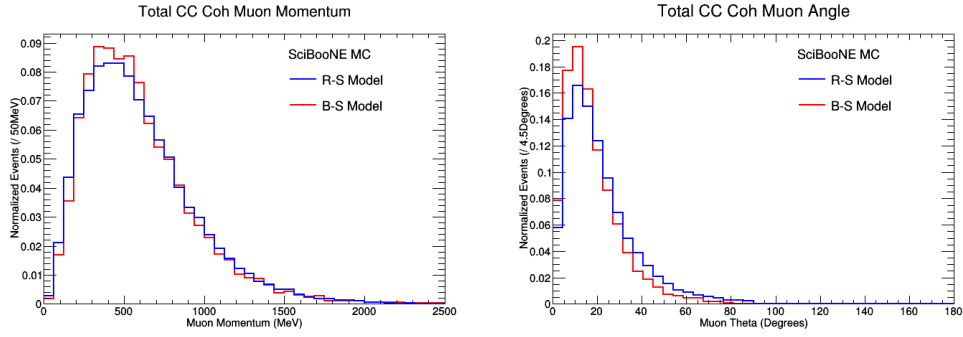 Total CC Coh Muon Momentum
Normalized Events (/ 50MeV)
0.09
0.08
0.07
0.06
0.05
0.04
0.03
0.02
0.01
0
SciBooNE MC
R-S Model
B-S Model
0 500 1000 1500 2000 2500
Muon Momentum (MeV)
Total CC Coh Muon Angle
Normalized Events (/ 4.5Degrees)
0.2
0.18
0.16
0.14
0.12
0.1
0.08
0.06
0.04
0.02
0
SciBooNE MC
R-S Model
B-S Model
0 20 40 60 80 100 120 140 160 180
Muon Theta (Degrees)